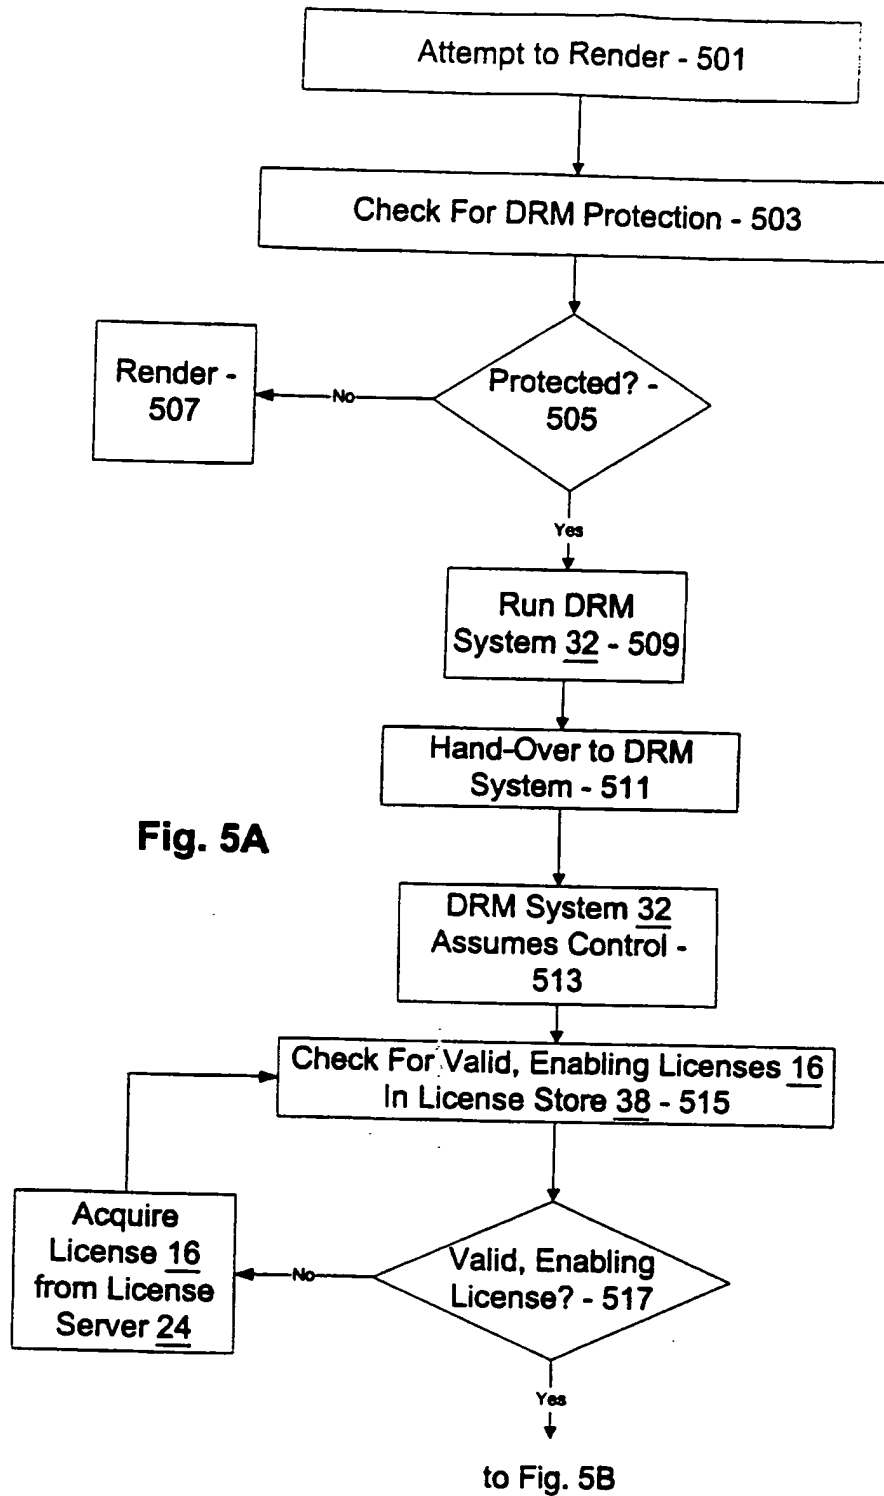 Attempt to Render - 501
Check For DRM Protection - 503
Render -
507
No
Protected? -
505
Yes
Run DRM
System 32 - 509
Hand-Over to DRM
System - 511
Fig. 5A
DRM System 32
Assumes Control -
513
Check For Valid, Enabling Licenses 16
In License Store 38 - 515
Acquire
License 16
from License
Server 24
No
Valid, Enabling
License? - 517
Yes
to Fig. 5B